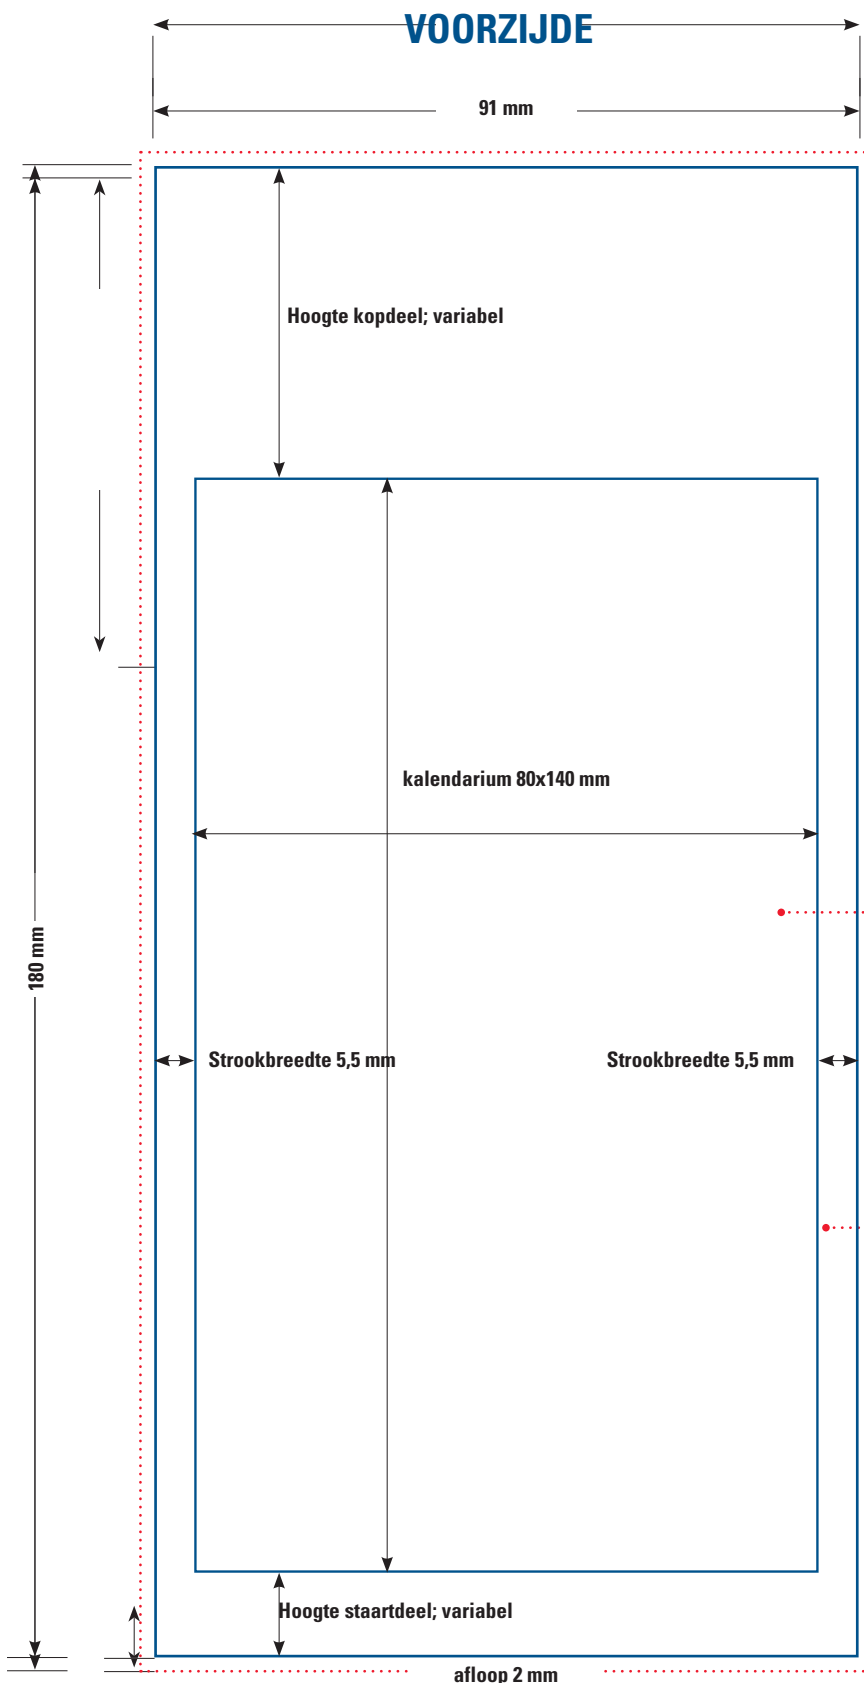 VOORZIJDE
91 mm
Hoogte kopdeel; variabel
kalendarium 80x140 mm
180 mm
Strookbreedte 5,5 mm
Strookbreedte 5,5 mm
Hoogte staartdeel; variabel
afloop 2 mm